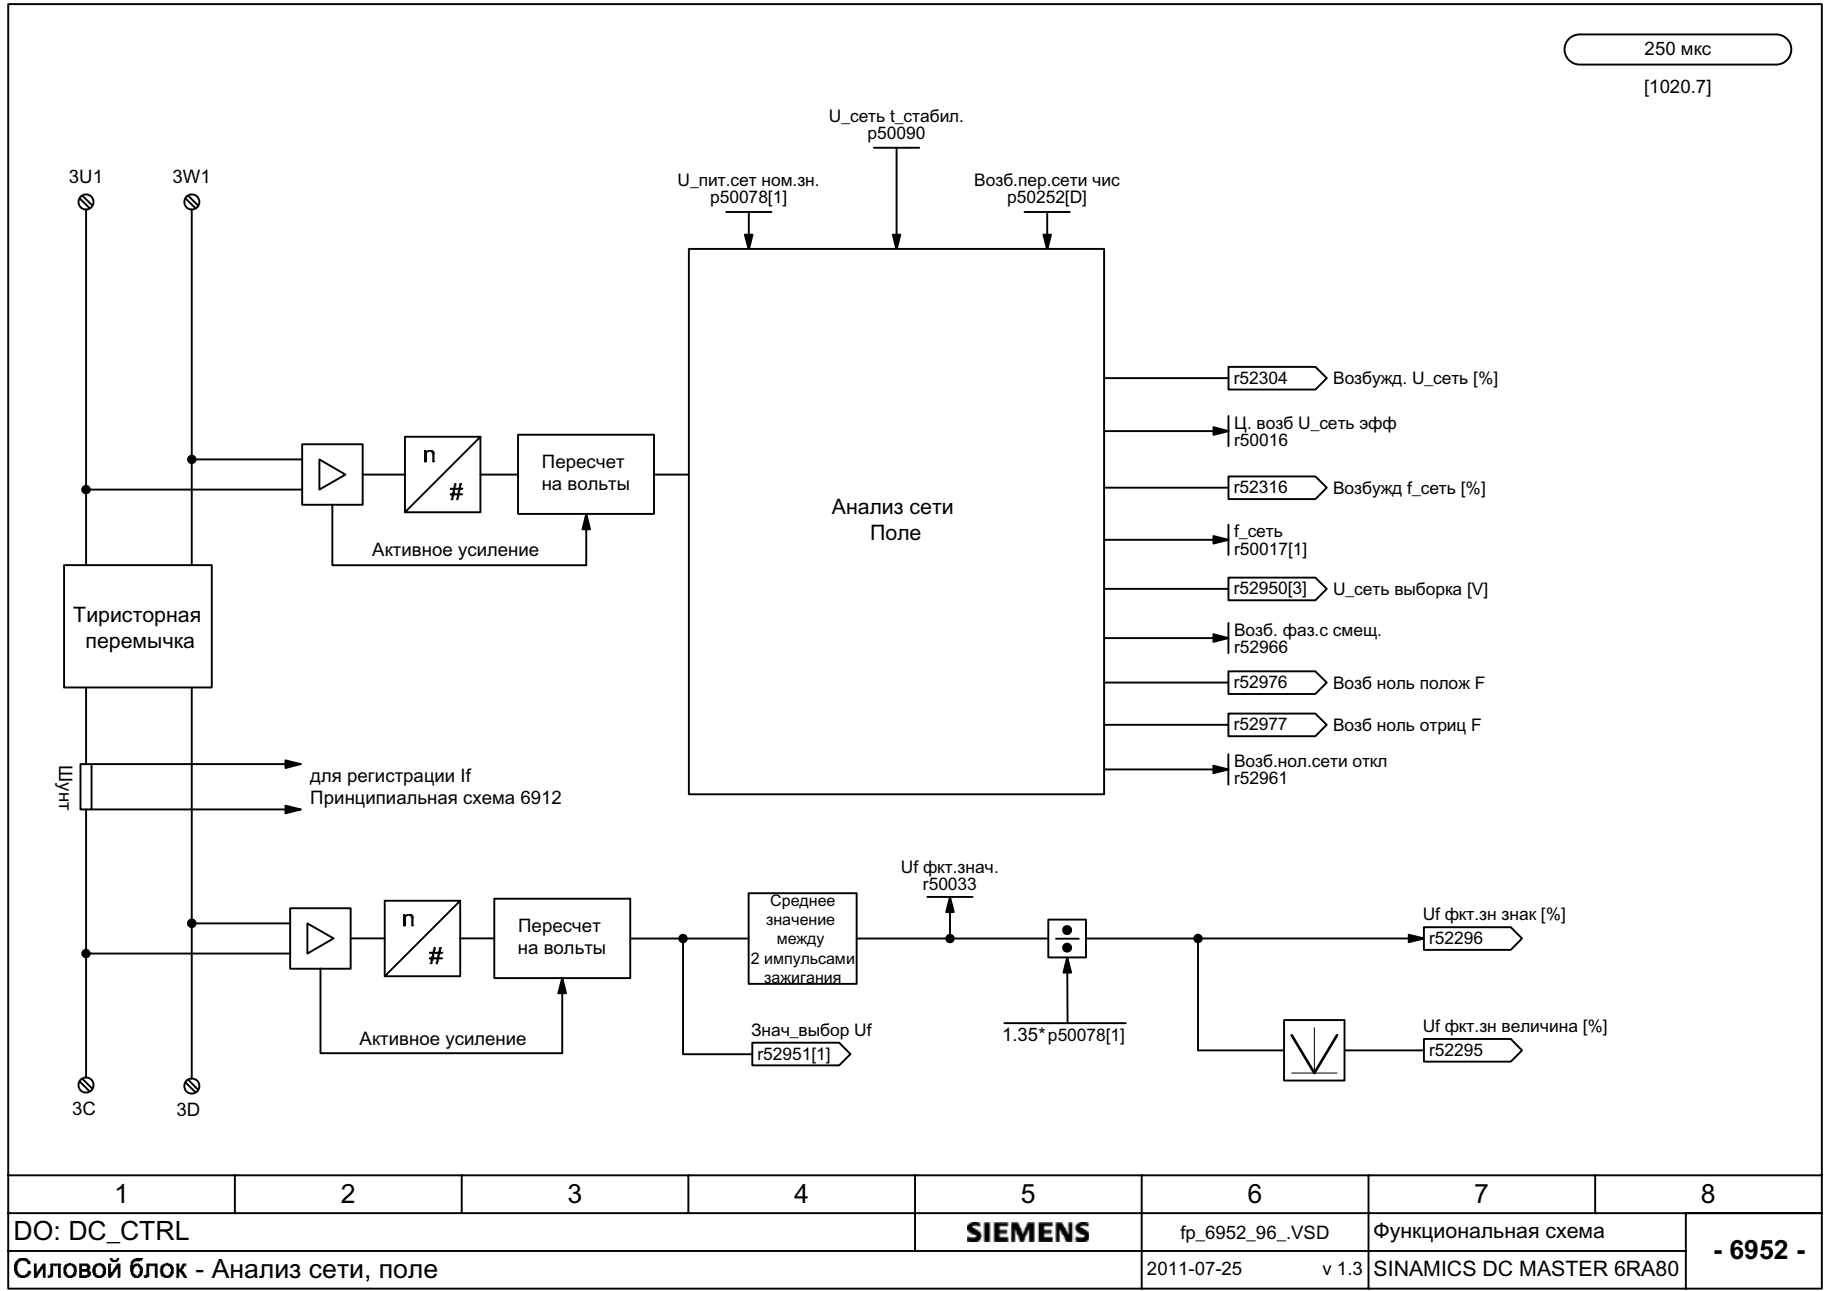 250 мкс
[1020.7]
U_сеть t_стабил.
p50090
3U1
3W1
U_пит.сет ном.зн.
p50078[1]
Возб.пер.сети чис
p50252[D]
r52304
Возбужд. U_сеть [%]
Ц. возб U_сеть эфф
r50016
n
#
Пересчет
на вольты
Активное усиление
Анализ сети
Поле
r52316
Возбужд f_сеть [%]
f_сеть
r50017[1]
r52950[3]
U_сеть выборка [V]
Возб. фаз.с смещ.
r52966
r52976
Возб ноль полож F
r52977
Возб ноль отриц F
Возб.нол.сети откл
r52961
Тиристорная
перемычка
Шунт
для регистрации If
Принципиальная схема 6912
n
#
Пересчет
на вольты
Активное усиление
Среднее
значение
между
2 импульсами
зажигания
Uf фкт.знач.
r50033
Знач_выбор Uf
r52951[1]
1.35*p50078[1]
Uf фкт.зн знак [%]
r52296
Uf фкт.зн величина [%]
r52295
3C
3D
1 2 3 4 5 6 7 8
DO: DC_CTRL
SIEMENS
fp_6952_96_.VSD
Функциональная схема
- 6952 -
Силовой блок - Анализ сети, поле
2011-07-25
v 1.3
SINAMICS DC MASTER 6RA80